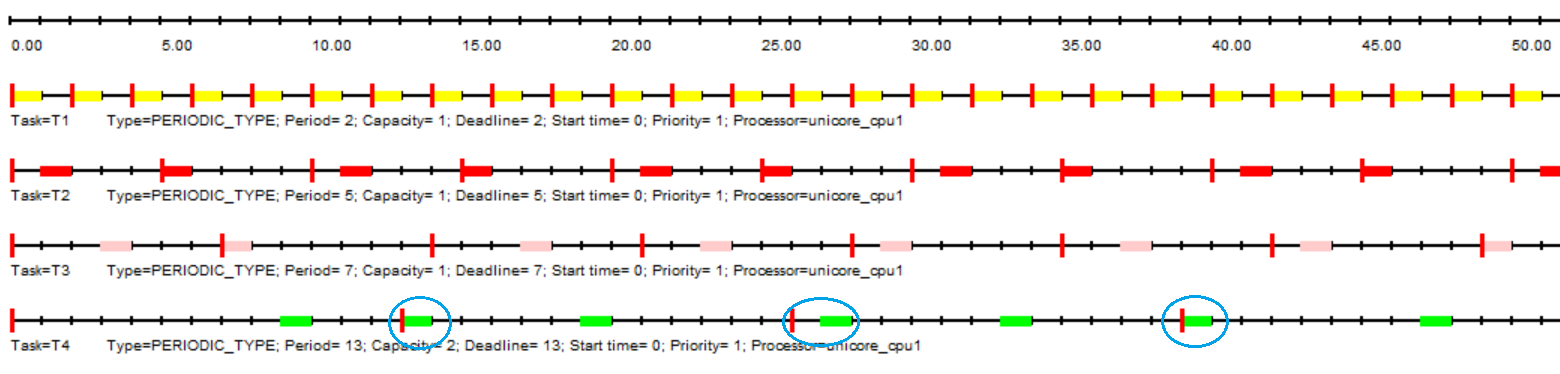 0.00 5.00 10.00 15.00 20.00 25.00 30.00 35.00 40.00 45.00 50.00
Task=T1 Type=PERIODIC_TYPE; Period= 2; Capacity= 1; Deadline= 2; Start time= 0; Priority= 1; Processor=unicore_cpu1
Task=T2 Type=PERIODIC_TYPE; Period= 5; Capacity= 1; Deadline= 5; Start time= 0; Priority= 1; Processor=unicore_cpu1
Task=T3 Type=PERIODIC_TYPE; Period= 7; Capacity= 1; Deadline= 7; Start time= 0; Priority= 1; Processor=unicore_cpu1
Task=T4 Type=PERIODIC_TYPE; Period= 13; Capacity= 2; Deadline= 13; Start time= 0; Priority= 1; Processor=unicore_cpu1